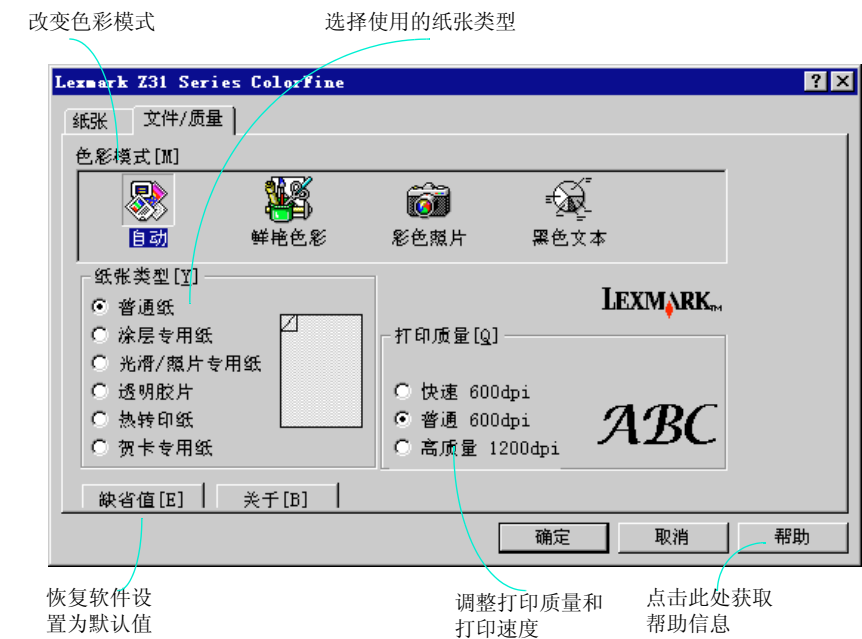 改变色彩模式
选择使用的纸张类型
Lexmark Z31 Series ColorFine
纸张
文件/质量
色彩模式[M]
自动
鲜艳色彩
彩色照片
黑色文本
纸张类型[Y]
普通纸
涂层专用纸
光滑/照片专用纸
透明胶片
热转印纸
贺卡专用纸
LEXMARK™
打印质量[Q]
快速 600dpi
普通 600dpi
高质量 1200dpi
ABC
缺省值[E]
关于[B]
确定
取消
帮助
恢复软件设
置为默认值
调整打印质量和
打印速度
点击此处获取
帮助信息